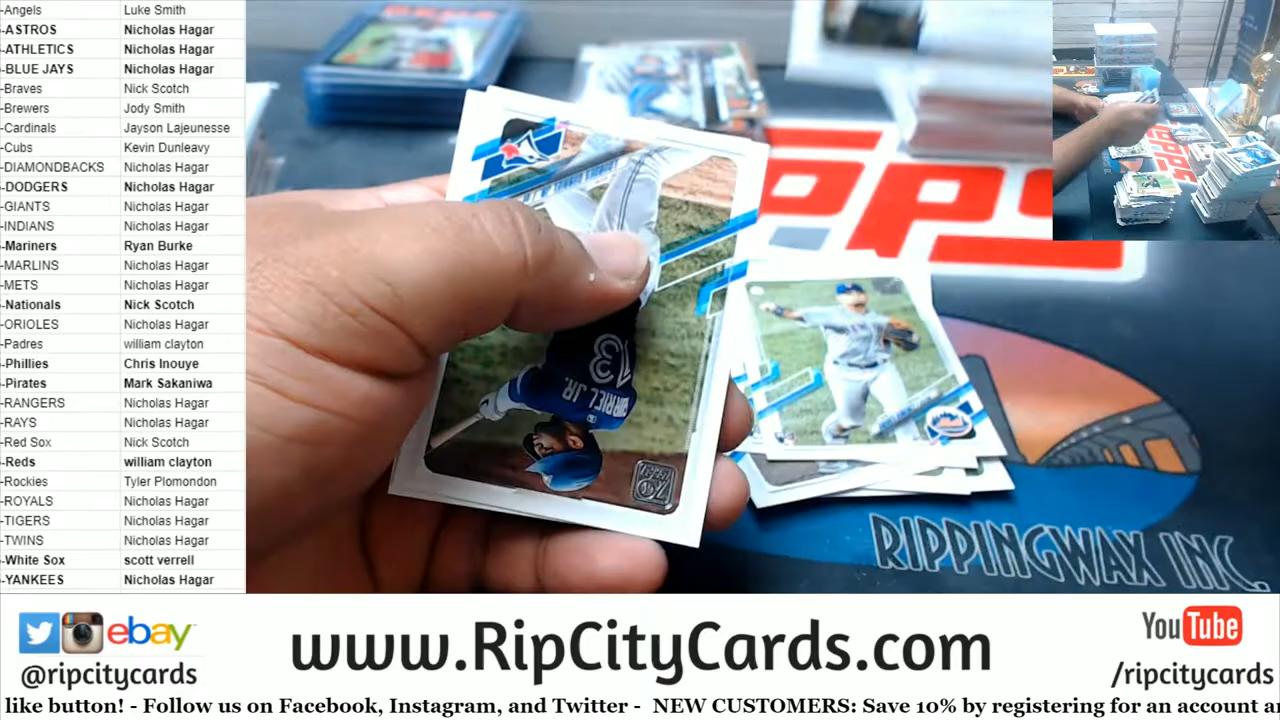 -Angels Luke Smith
-ASTROS Nicholas Hagar
-ATHLETICS Nicholas Hagar
-BLUE JAYS Nicholas Hagar
-Braves Nick Scotch
-Brewers Jody Smith
-Cardinals Jayson Lajeunesse
-Cubs Kevin Dunleavy
-DIAMONDBACKS Nicholas Hagar
-DODGERS Nicholas Hagar
-GIANTS Nicholas Hagar
-INDIANS Nicholas Hagar
-Mariners Ryan Burke
-MARLINS Nicholas Hagar
-METS Nicholas Hagar
-Nationals Nick Scotch
-ORIOLES Nicholas Hagar
-Padres william clayton
-Phillies Chris Inouye
-Pirates Mark Sakaniwa
-RANGERS Nicholas Hagar
-RAYS Nicholas Hagar
-Red Sox Nick Scotch
-Reds william clayton
-Rockies Tyler Plomondon
-ROYALS Nicholas Hagar
-TIGERS Nicholas Hagar
-TWINS Nicholas Hagar
-White Sox scott verrell
-YANKEES Nicholas Hagar
GURRIEL JR.
13
70
topps
RIPPINGWAX INC.
ebay
@ripcitycards
www.RipCityCards.com
YouTube
/ripcitycards
like button! - Follow us on Facebook, Instagram, and Twitter - NEW CUSTOMERS: Save 10% by registering for an account a